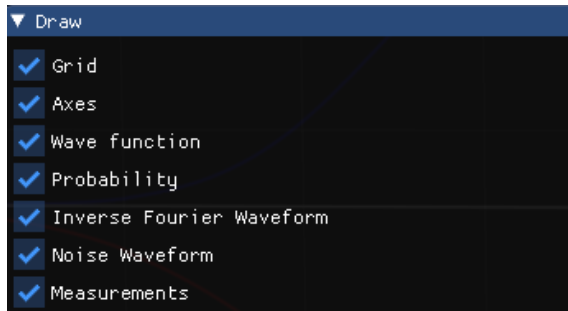 Draw
Grid
Axes
Wave function
Probability
Inverse Fourier Waveform
Noise Waveform
Measurements